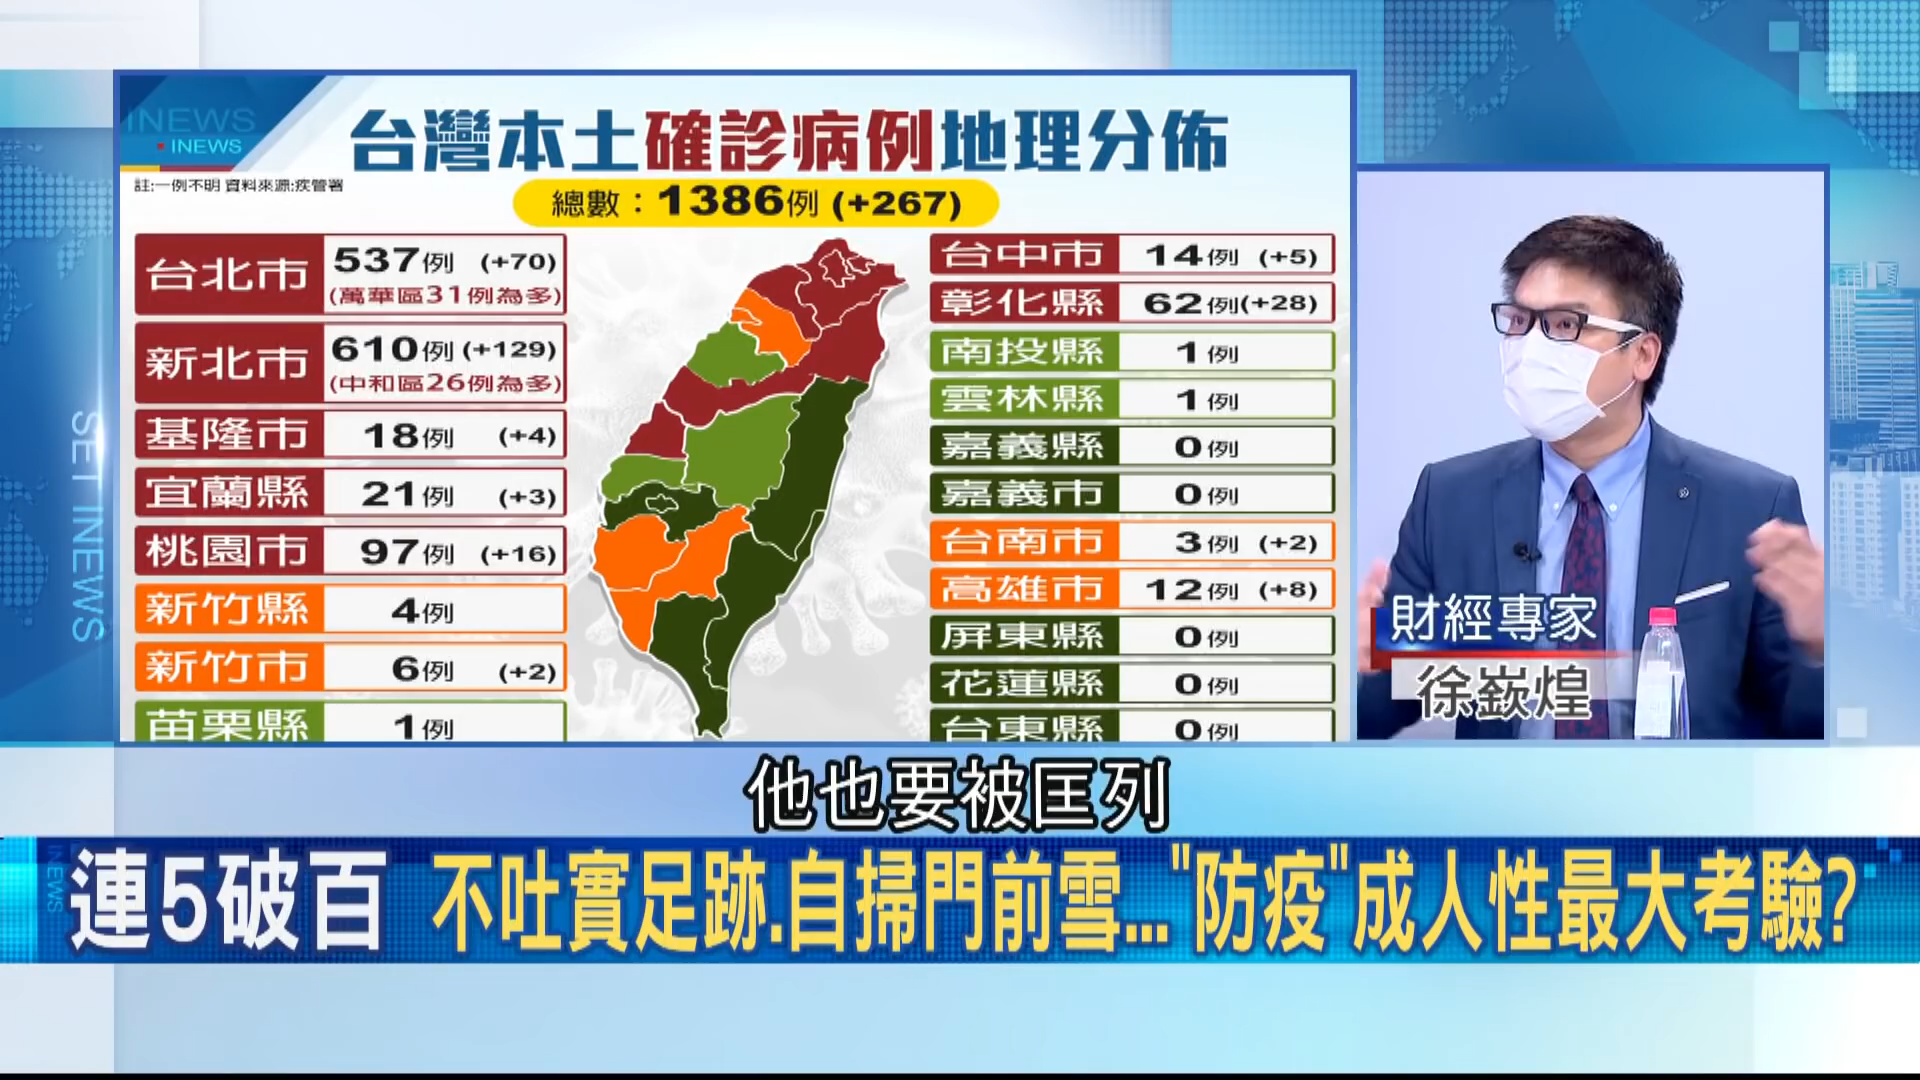 INEWS
INEWS
台灣本土確診病例地理分佈
註:一例不明 資料來源:疾管署
總數：1386例 (+267)
台北市 537例 (+70)
(萬華區31例為多)
新北市 610例 (+129)
(中和區26例為多)
基隆市 18例 (+4)
宜蘭縣 21例 (+3)
桃園市 97例 (+16)
新竹縣 4例
新竹市 6例 (+2)
苗栗縣 1例
台中市 14例 (+5)
彰化縣 62例(+28)
南投縣 1例
雲林縣 1例
嘉義縣 0例
嘉義市 0例
台南市 3例 (+2)
高雄市 12例 (+8)
屏東縣 0例
花蓮縣 0例
台東縣 0例
SET INEWS
財經專家
徐嶔煌
他也要被匡列
INEWS
連5破百 不吐實足跡.自掃門前雪..."防疫"成人性最大考驗?